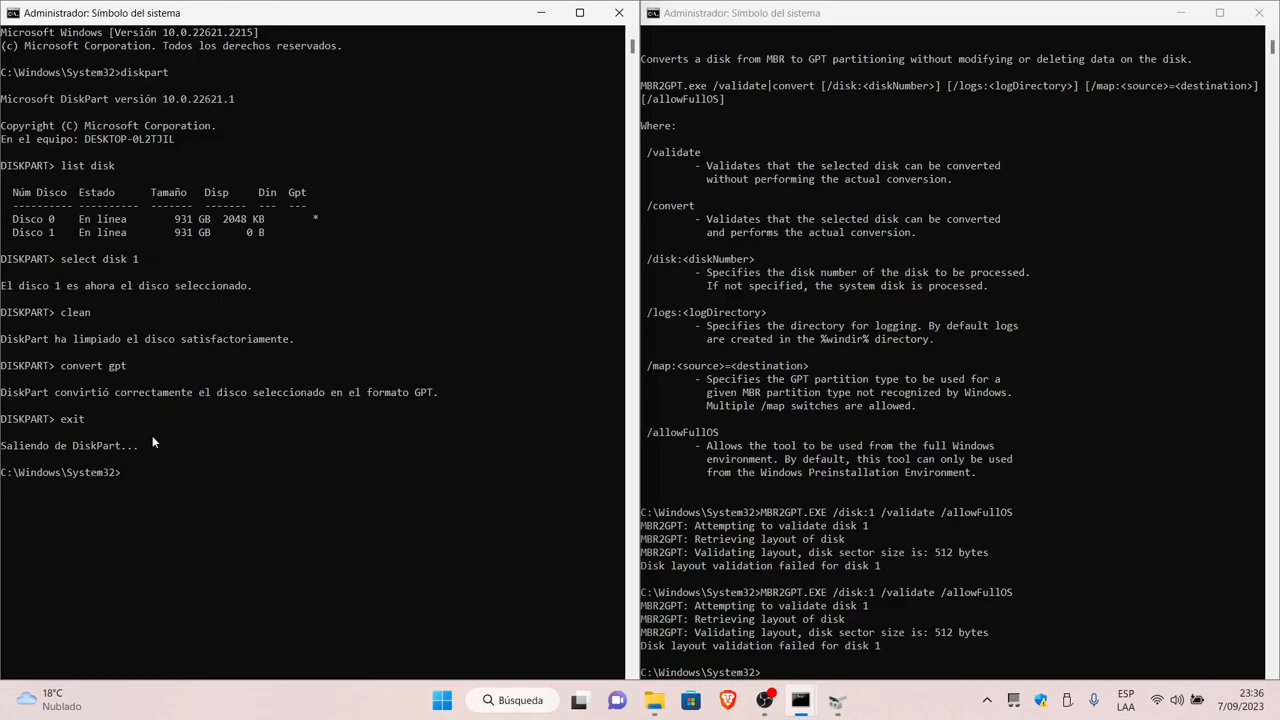 Administrador: Símbolo del sistema
Microsoft Windows [Versión 10.0.22621.2215]
(c) Microsoft Corporation. Todos los derechos reservados.
C:\Windows\System32>diskpart
Microsoft DiskPart versión 10.0.22621.1
Copyright (C) Microsoft Corporation.
En el equipo: DESKTOP-0L2TJIL
DISKPART> list disk
Núm Disco  Estado      Tamaño   Disp     Din  Gpt
----------  ----------  -------  -------  ---  ---
Disco 0    En línea        931 GB  2048 KB        *
Disco 1    En línea        931 GB      0 B
DISKPART> select disk 1
El disco 1 es ahora el disco seleccionado.
DISKPART> clean
DiskPart ha limpiado el disco satisfactoriamente.
DISKPART> convert gpt
DiskPart convirtió correctamente el disco seleccionado en el formato GPT.
DISKPART> exit
Saliendo de DiskPart...
C:\Windows\System32>
Administrador: Símbolo del sistema
Converts a disk from MBR to GPT partitioning without modifying or deleting data on the disk.
MBR2GPT.exe /validate|convert [/disk:<diskNumber>] [/logs:<logDirectory>] [/map:<source>=<destination>]
[/allowFullOS]
Where:
/validate
- Validates that the selected disk can be converted
without performing the actual conversion.
/convert
- Validates that the selected disk can be converted
and performs the actual conversion.
/disk:<diskNumber>
- Specifies the disk number of the disk to be processed.
If not specified, the system disk is processed.
/logs:<logDirectory>
- Specifies the directory for logging. By default logs
are created in the %windir% directory.
/map:<source>=<destination>
- Specifies the GPT partition type to be used for a
given MBR partition type not recognized by Windows.
Multiple /map switches are allowed.
/allowFullOS
- Allows the tool to be used from the full Windows
environment. By default, this tool can only be used
from the Windows Preinstallation Environment.
C:\Windows\System32>MBR2GPT.EXE /disk:1 /validate /allowFullOS
MBR2GPT: Attempting to validate disk 1
MBR2GPT: Retrieving layout of disk
MBR2GPT: Validating layout, disk sector size is: 512 bytes
Disk layout validation failed for disk 1
C:\Windows\System32>MBR2GPT.EXE /disk:1 /validate /allowFullOS
MBR2GPT: Attempting to validate disk 1
MBR2GPT: Retrieving layout of disk
MBR2GPT: Validating layout, disk sector size is: 512 bytes
Disk layout validation failed for disk 1
C:\Windows\System32>
18°C
Nublado
Búsqueda
ESP
LAA
23:36
7/09/2023